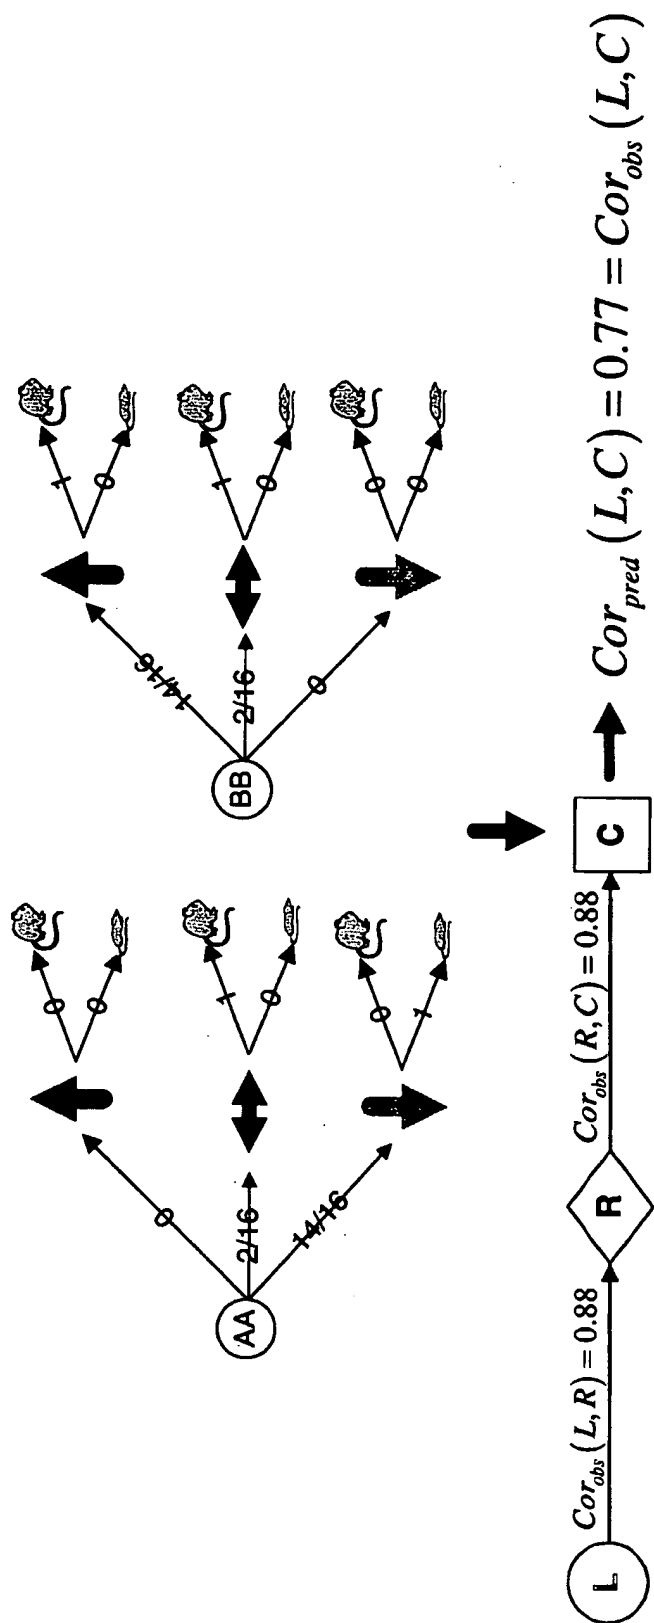 AA
0
2/16
14/16
0
0
1
0
0
1
BB
14/16
2/16
0
1
0
1
0
0
0
L
Cor_obs (L, R) = 0.88
R
Cor_obs (R, C) = 0.88
C
Cor_pred (L, C) = 0.77 = Cor_obs (L, C)